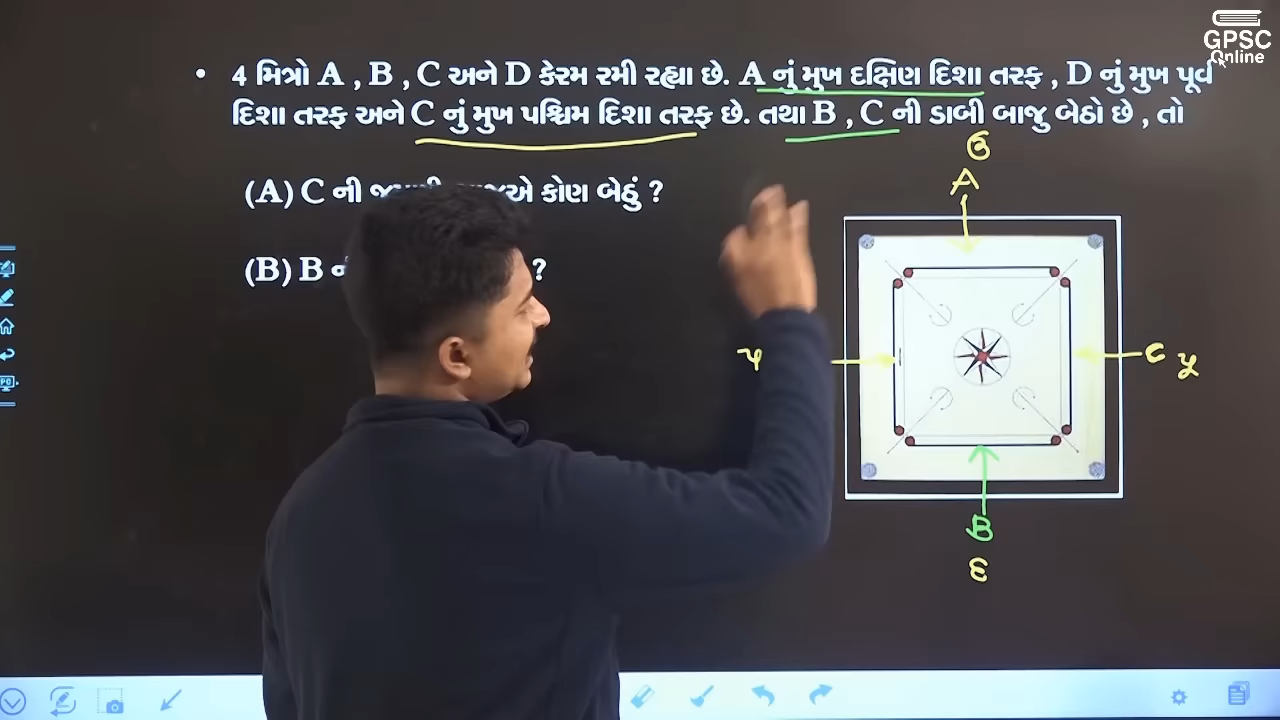 GPSC
Online
• 4 મિત્રો A , B , C અને D કેરમ રમી રહ્યા છે. A નું મુખ દક્ષિણ દિશા તરફ , D નું મુખ પૂર્વ
દિશા તરફ અને C નું મુખ પશ્ચિમ દિશા તરફ છે. તથા B , C ની ડાબી બાજુ બેઠો છે , તો
(A) C ની કોણ બેઠું ?
(B) B ?
ઉ
A
C પૂ
B
દ